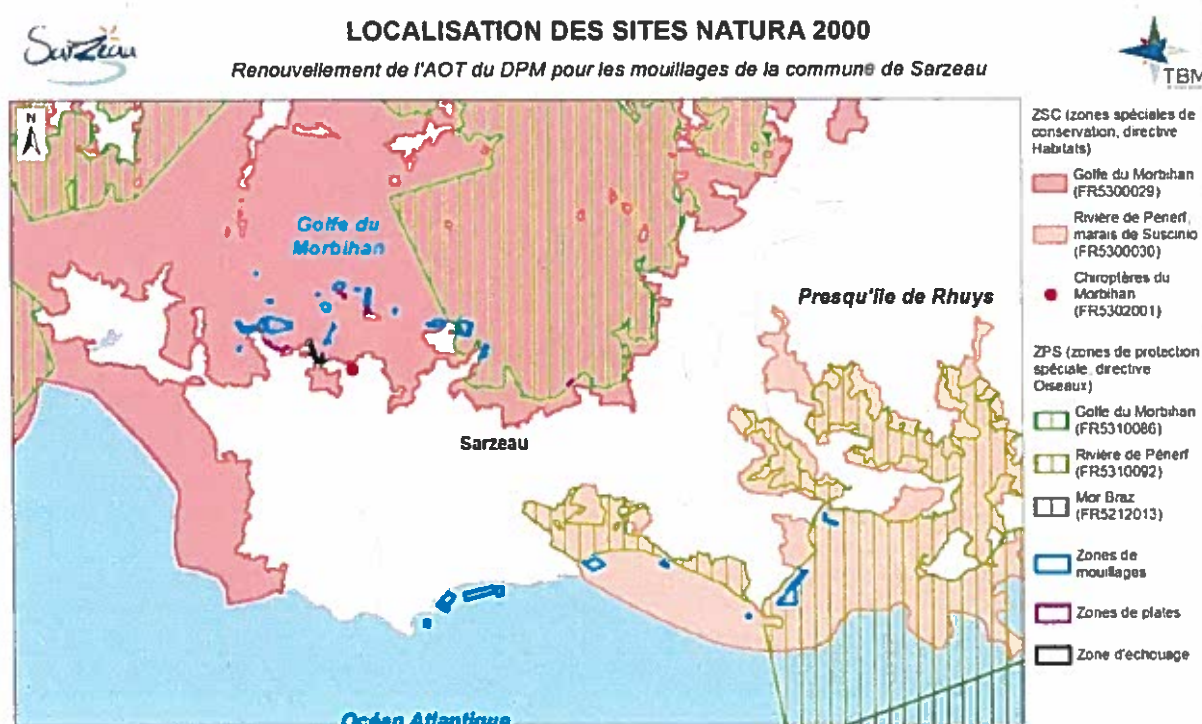 Sarzeau
LOCALISATION DES SITES NATURA 2000
Renouvellement de l'AOT du DPM pour les mouillages de la commune de Sarzeau
TBM
N
Golfe du
Morbihan
Presqu'île de Rhuys
Sarzeau
Océan Atlantique
ZSC (zones spéciales de
conservation, directive
Habitats)
Golfe du Morbihan
(FR5300029)
Rivière de Penerf,
marais de Suscinio
(FR5300030)
Chiroptères du
Morbihan
(FR5302001)
ZPS (zones de protection
spéciale, directive
Oiseaux)
Golfe du Morbihan
(FR5310086)
Rivière de Pénerf
(FR5310092)
Mor Braz
(FR5212013)
Zones de
mouillages
Zones de plates
Zone d'echouage